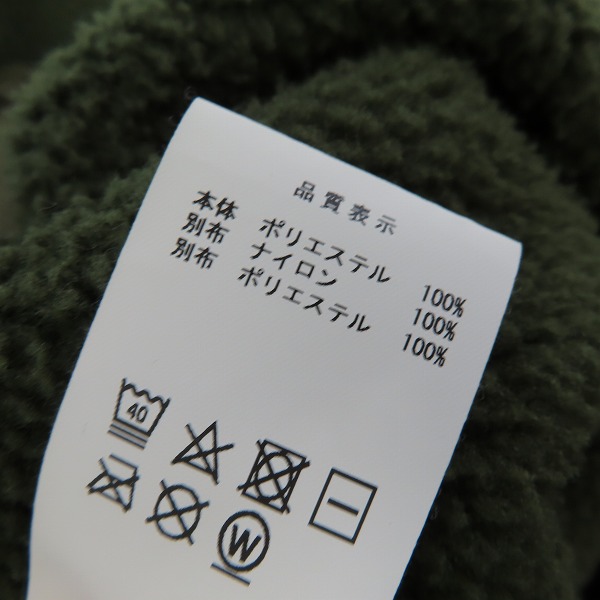 品質表示
本体 ポリエステル 100%
別布 ナイロン 100%
別布 ポリエステル 100%
40
W